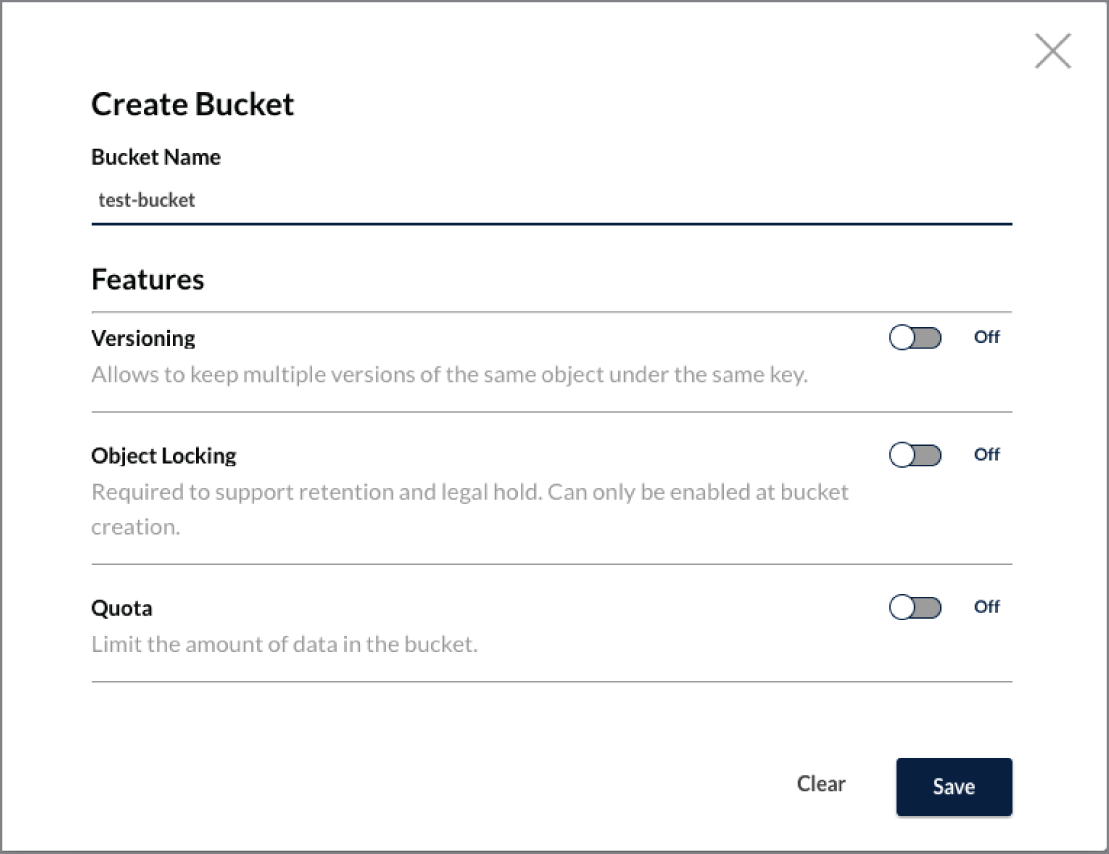 Create Bucket
Bucket Name
test-bucket
Features
Versioning
Off
Allows to keep multiple versions of the same object under the same key.
Object Locking
Off
Required to support retention and legal hold. Can only be enabled at bucket
creation.
Quota
Off
Limit the amount of data in the bucket.
Clear
Save